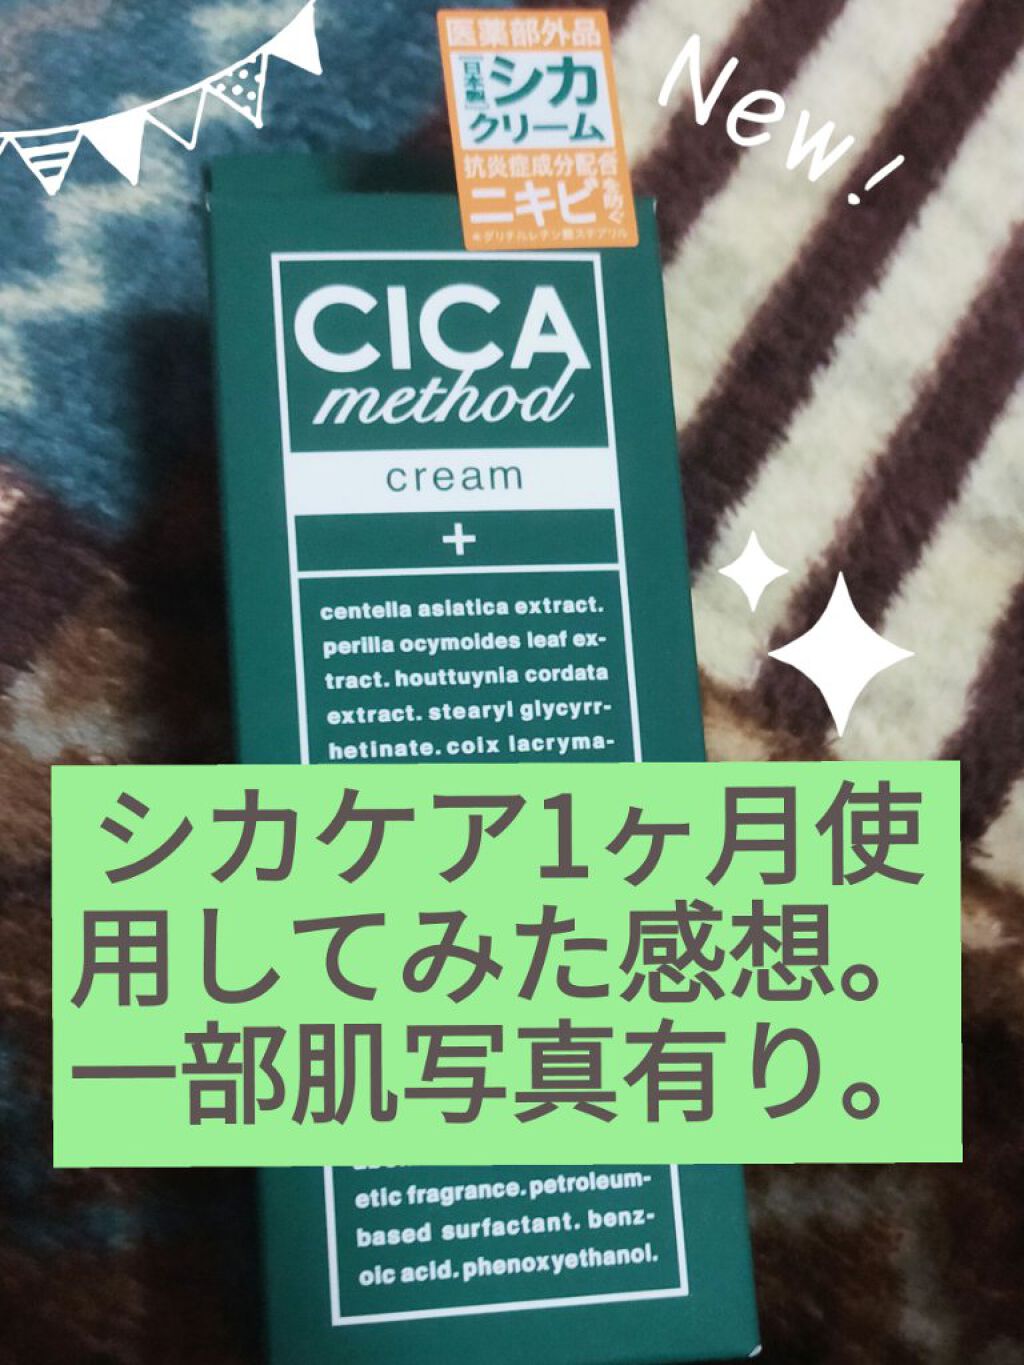 医薬部外品
[日本製]
シカ
クリーム
抗炎症成分配合
ニキビを防ぐ
*グリチルレチン酸ステアリル
New!
CICA
method
cream
+
centella asiatica extract.
perilla ocymoides leaf ex-
tract. houttuynia cordata
extract. stearyl glycyrr-
hetinate. coix lacryma-
シカケア1ヶ月使
用してみた感想。
一部肌写真有り。
etic fragrance. petroleum-
based surfactant. benz-
oic acid. phenoxyethanol.